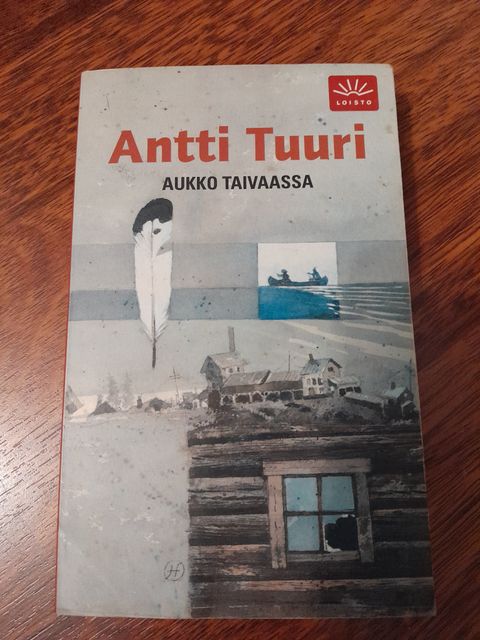 LOISTO
Antti Tuuri
AUKKO TAIVAASSA
H